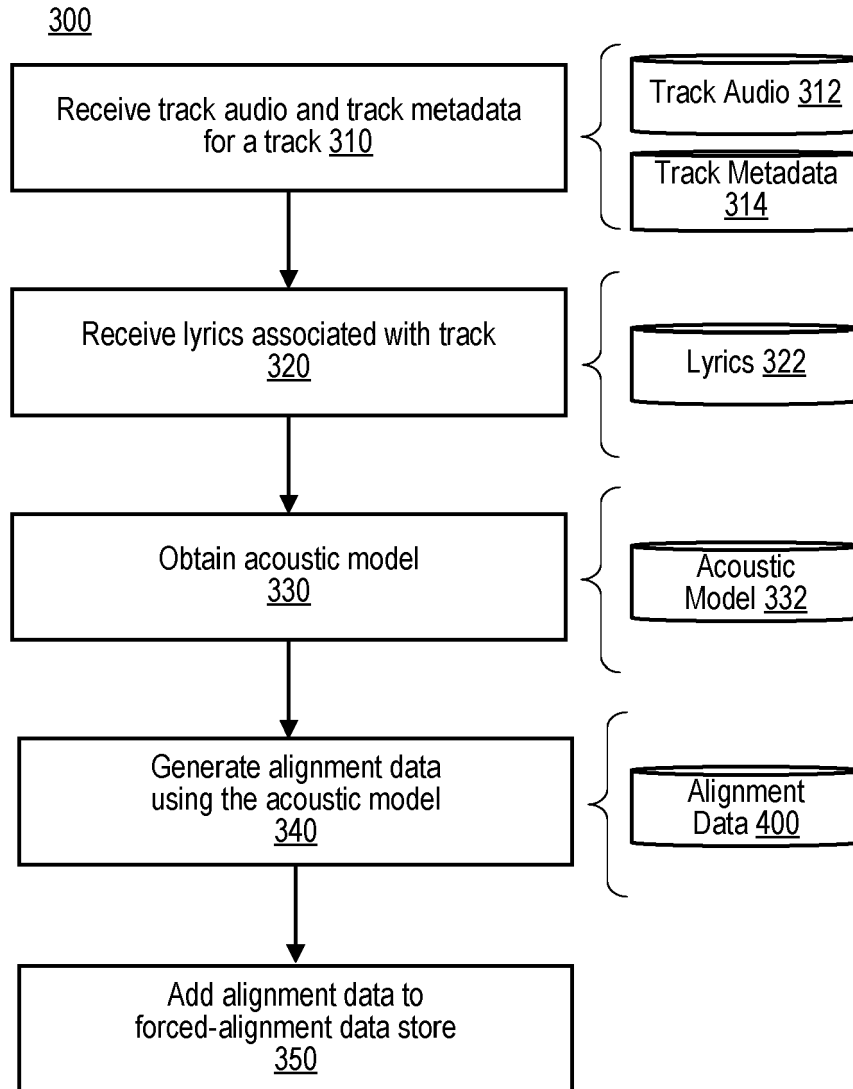 300
Receive track audio and track metadata
for a track 310
Track Audio 312
Track Metadata
314
Receive lyrics associated with track
320
Lyrics 322
Obtain acoustic model
330
Acoustic
Model 332
Generate alignment data
using the acoustic model
340
Alignment
Data 400
Add alignment data to
forced-alignment data store
350